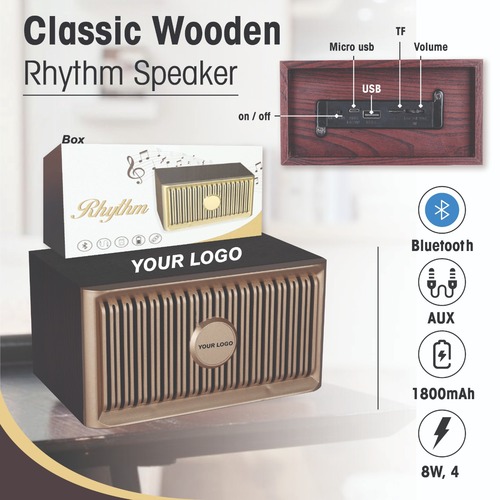 Classic Wooden
Rhythm Speaker
TF
Micro usb
Volume
USB
on / off
Box
Rhythm
YOUR LOGO
YOUR LOGO
Bluetooth
AUX
1800mAh
8W, 4